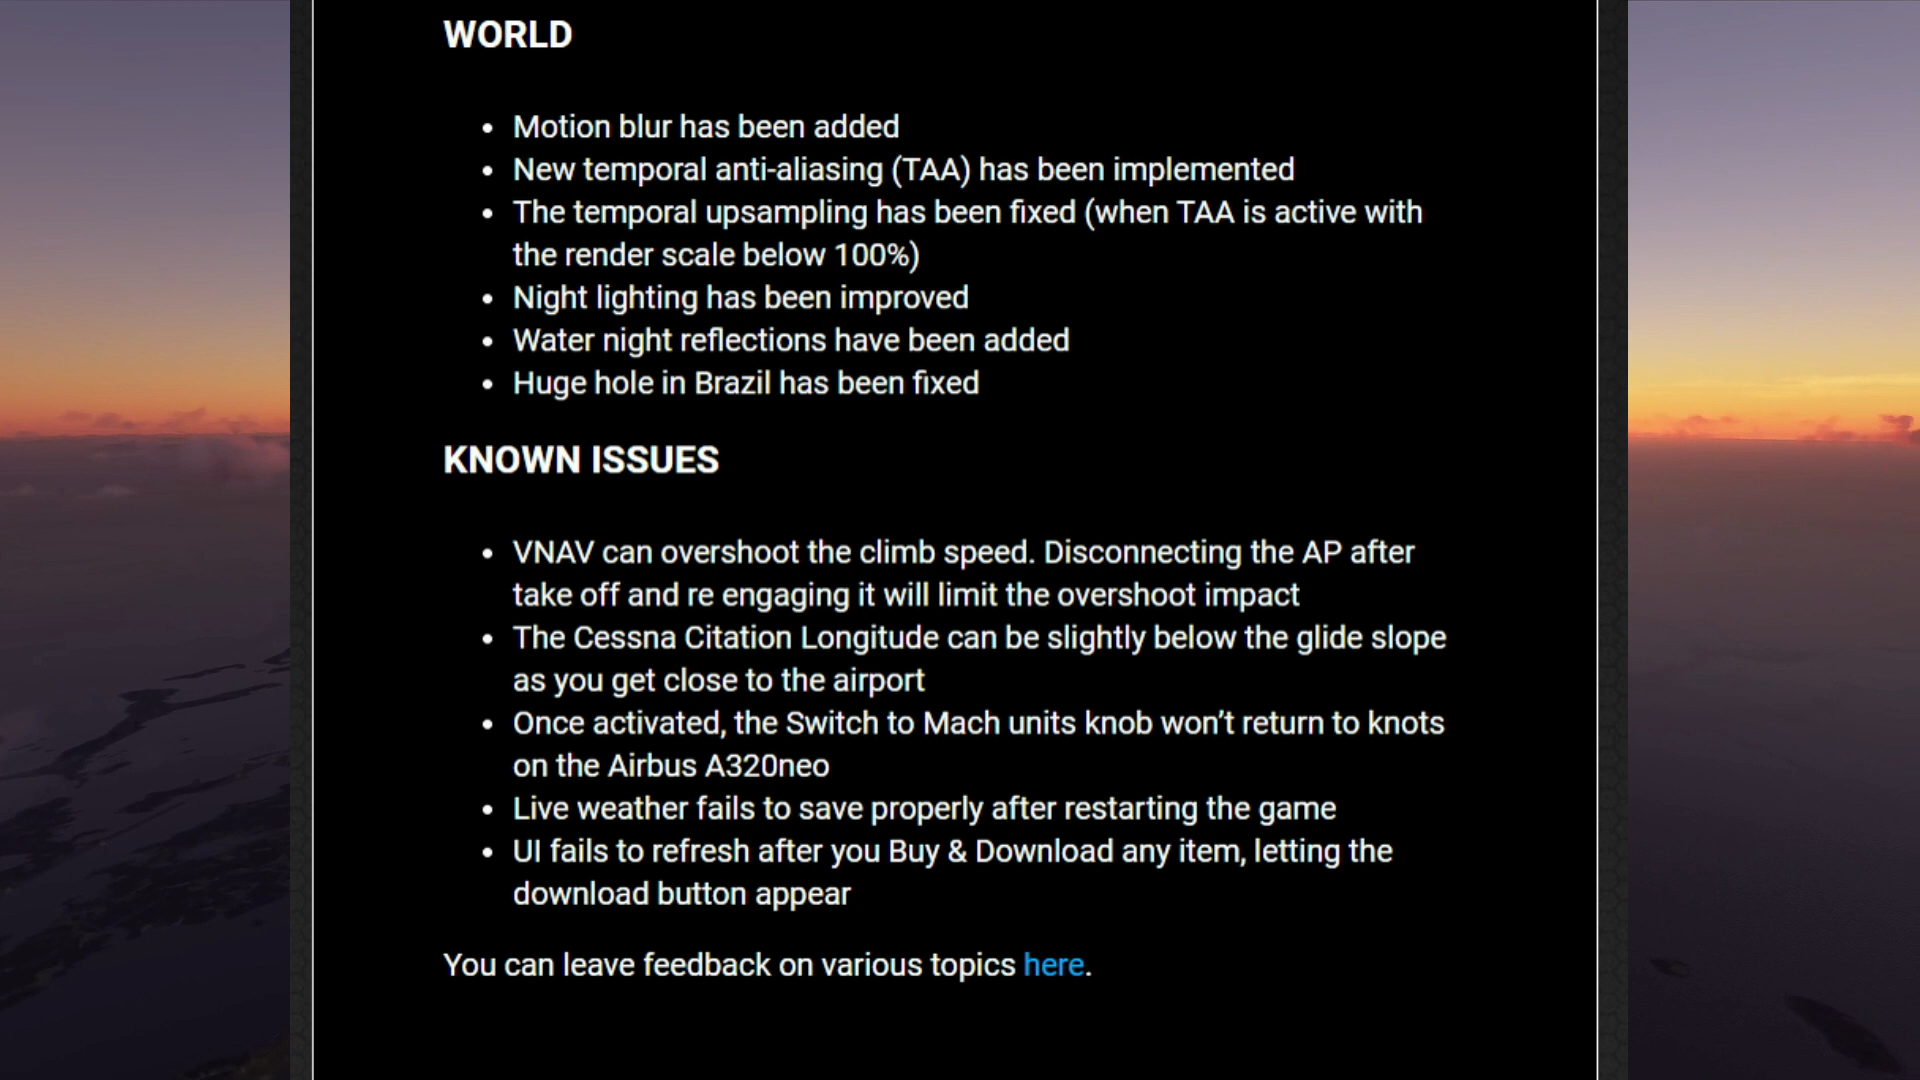 WORLD
• Motion blur has been added
• New temporal anti-aliasing (TAA) has been implemented
• The temporal upsampling has been fixed (when TAA is active with
the render scale below 100%)
• Night lighting has been improved
• Water night reflections have been added
• Huge hole in Brazil has been fixed
KNOWN ISSUES
• VNAV can overshoot the climb speed. Disconnecting the AP after
take off and re engaging it will limit the overshoot impact
• The Cessna Citation Longitude can be slightly below the glide slope
as you get close to the airport
• Once activated, the Switch to Mach units knob won’t return to knots
on the Airbus A320neo
• Live weather fails to save properly after restarting the game
• UI fails to refresh after you Buy & Download any item, letting the
download button appear
You can leave feedback on various topics here.